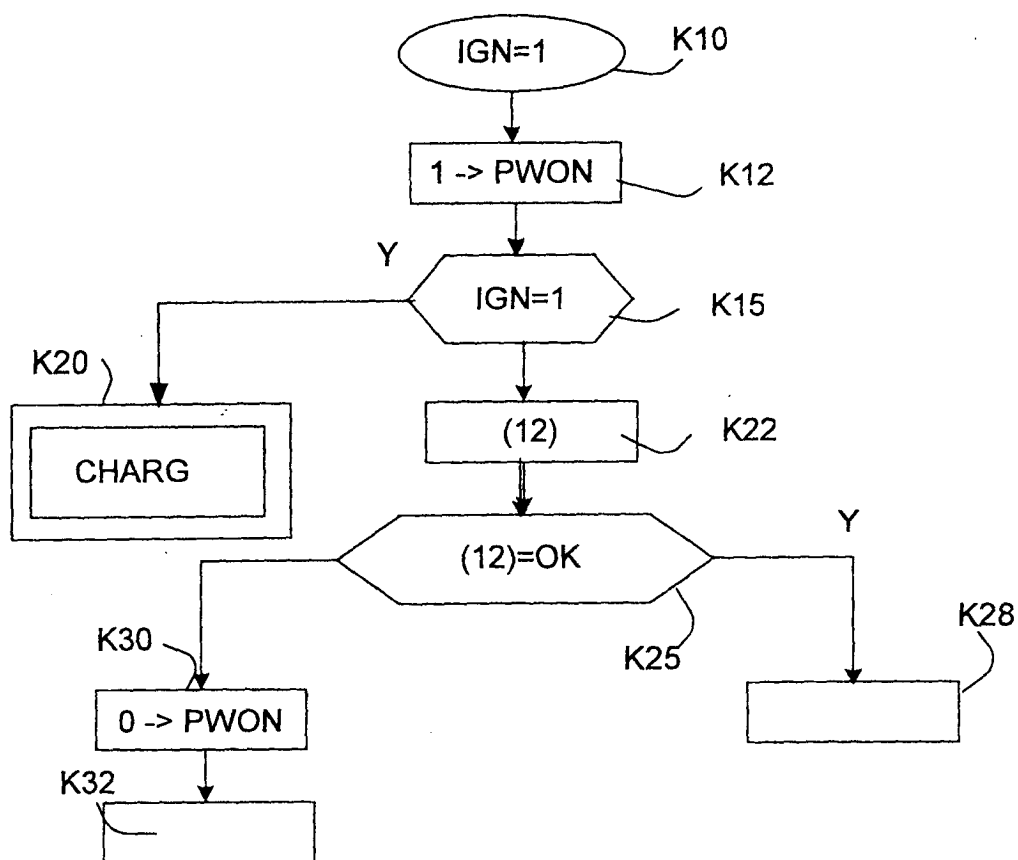 IGN=1
K10
1 -> PWON
K12
Y
IGN=1
K15
K20
CHARG
(12)
K22
Y
(12)=OK
K25
K28
K30
0 -> PWON
K32